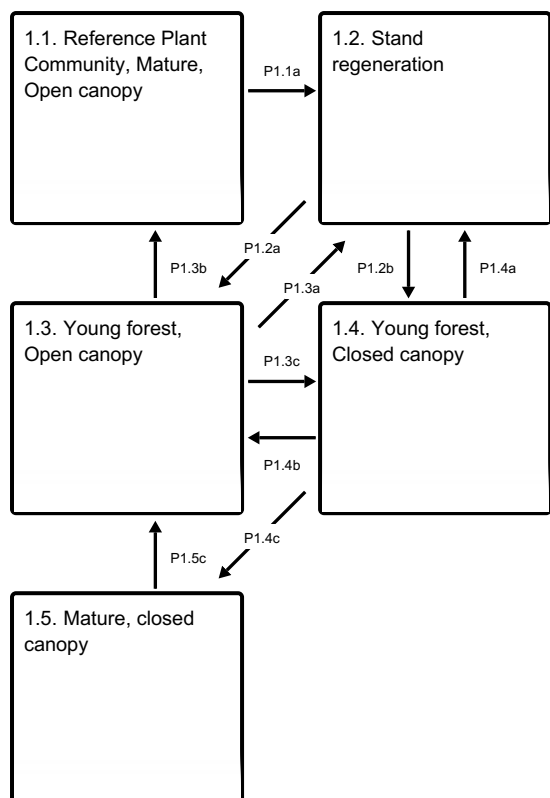 1.1. Reference Plant
Community, Mature,
Open canopy
P1.1a
1.2. Stand
regeneration
P1.2a
P1.3b
P1.3a
P1.2b
P1.4a
1.3. Young forest,
Open canopy
P1.3c
1.4. Young forest,
Closed canopy
P1.4b
P1.4c
P1.5c
1.5. Mature, closed
canopy